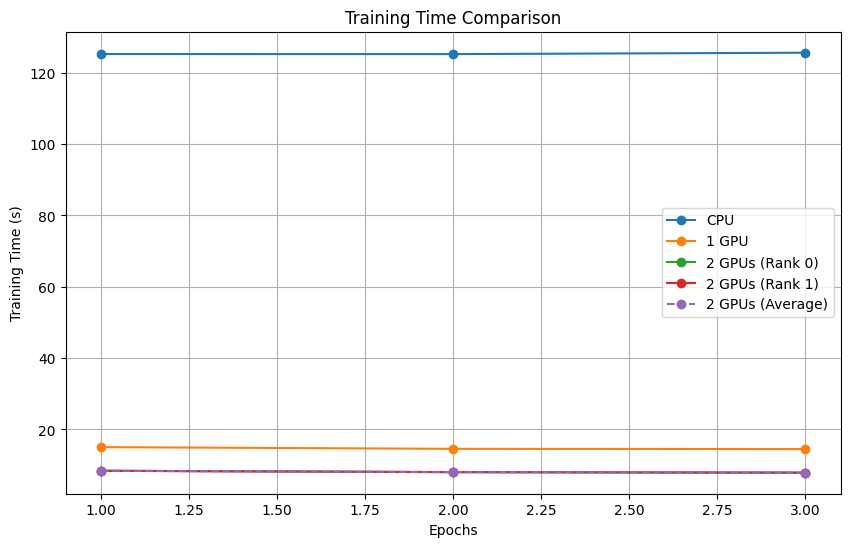 Training Time Comparison
Training Time (s)
120
100
80
60
40
20
CPU
1 GPU
2 GPUs (Rank 0)
2 GPUs (Rank 1)
2 GPUs (Average)
1.00 1.25 1.50 1.75 2.00 2.25 2.50 2.75 3.00
Epochs